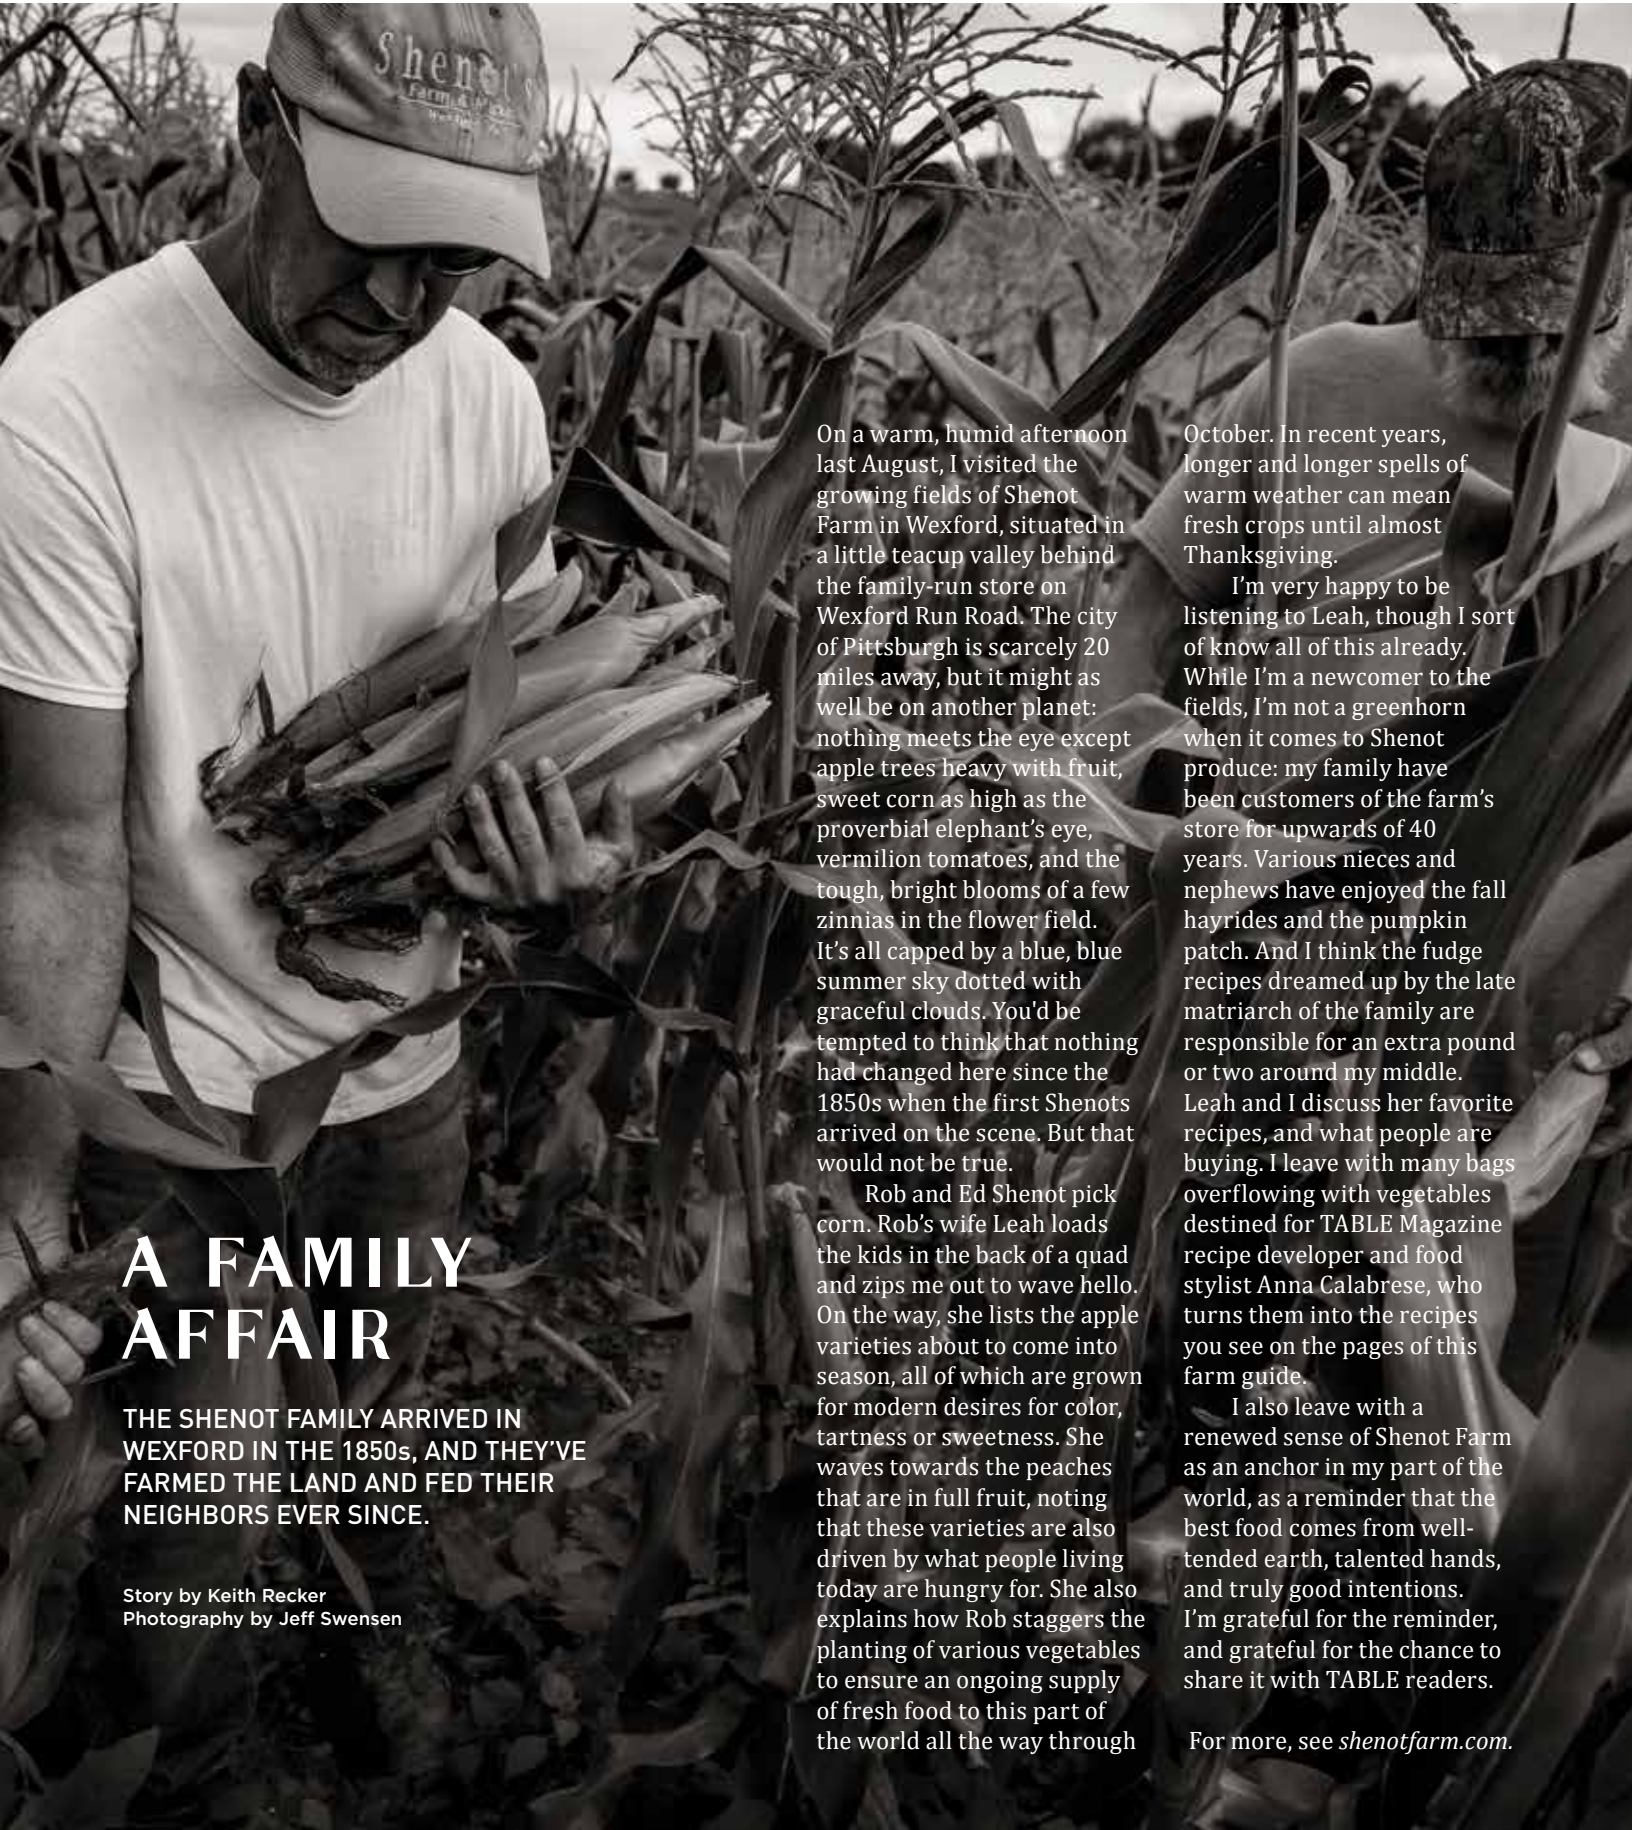 Shenot's
Farm & Market
Wexford, PA
A FAMILY
AFFAIR
THE SHENOT FAMILY ARRIVED IN
WEXFORD IN THE 1850s, AND THEY’VE
FARMED THE LAND AND FED THEIR
NEIGHBORS EVER SINCE.
Story by Keith Recker
Photography by Jeff Swensen
On a warm, humid afternoon
last August, I visited the
growing fields of Shenot
Farm in Wexford, situated in
a little teacup valley behind
the family-run store on
Wexford Run Road. The city
of Pittsburgh is scarcely 20
miles away, but it might as
well be on another planet:
nothing meets the eye except
apple trees heavy with fruit,
sweet corn as high as the
proverbial elephant’s eye,
vermilion tomatoes, and the
tough, bright blooms of a few
zinnias in the flower field.
It’s all capped by a blue, blue
summer sky dotted with
graceful clouds. You'd be
tempted to think that nothing
had changed here since the
1850s when the first Shenots
arrived on the scene. But that
would not be true.
Rob and Ed Shenot pick
corn. Rob’s wife Leah loads
the kids in the back of a quad
and zips me out to wave hello.
On the way, she lists the apple
varieties about to come into
season, all of which are grown
for modern desires for color,
tartness or sweetness. She
waves towards the peaches
that are in full fruit, noting
that these varieties are also
driven by what people living
today are hungry for. She also
explains how Rob staggers the
planting of various vegetables
to ensure an ongoing supply
of fresh food to this part of
the world all the way through
October. In recent years,
longer and longer spells of
warm weather can mean
fresh crops until almost
Thanksgiving.
I’m very happy to be
listening to Leah, though I sort
of know all of this already.
While I’m a newcomer to the
fields, I’m not a greenhorn
when it comes to Shenot
produce: my family have
been customers of the farm’s
store for upwards of 40
years. Various nieces and
nephews have enjoyed the fall
hayrides and the pumpkin
patch. And I think the fudge
recipes dreamed up by the late
matriarch of the family are
responsible for an extra pound
or two around my middle.
Leah and I discuss her favorite
recipes, and what people are
buying. I leave with many bags
overflowing with vegetables
destined for TABLE Magazine
recipe developer and food
stylist Anna Calabrese, who
turns them into the recipes
you see on the pages of this
farm guide.
I also leave with a
renewed sense of Shenot Farm
as an anchor in my part of the
world, as a reminder that the
best food comes from well-
tended earth, talented hands,
and truly good intentions.
I’m grateful for the reminder,
and grateful for the chance to
share it with TABLE readers.
For more, see shenotfarm.com.